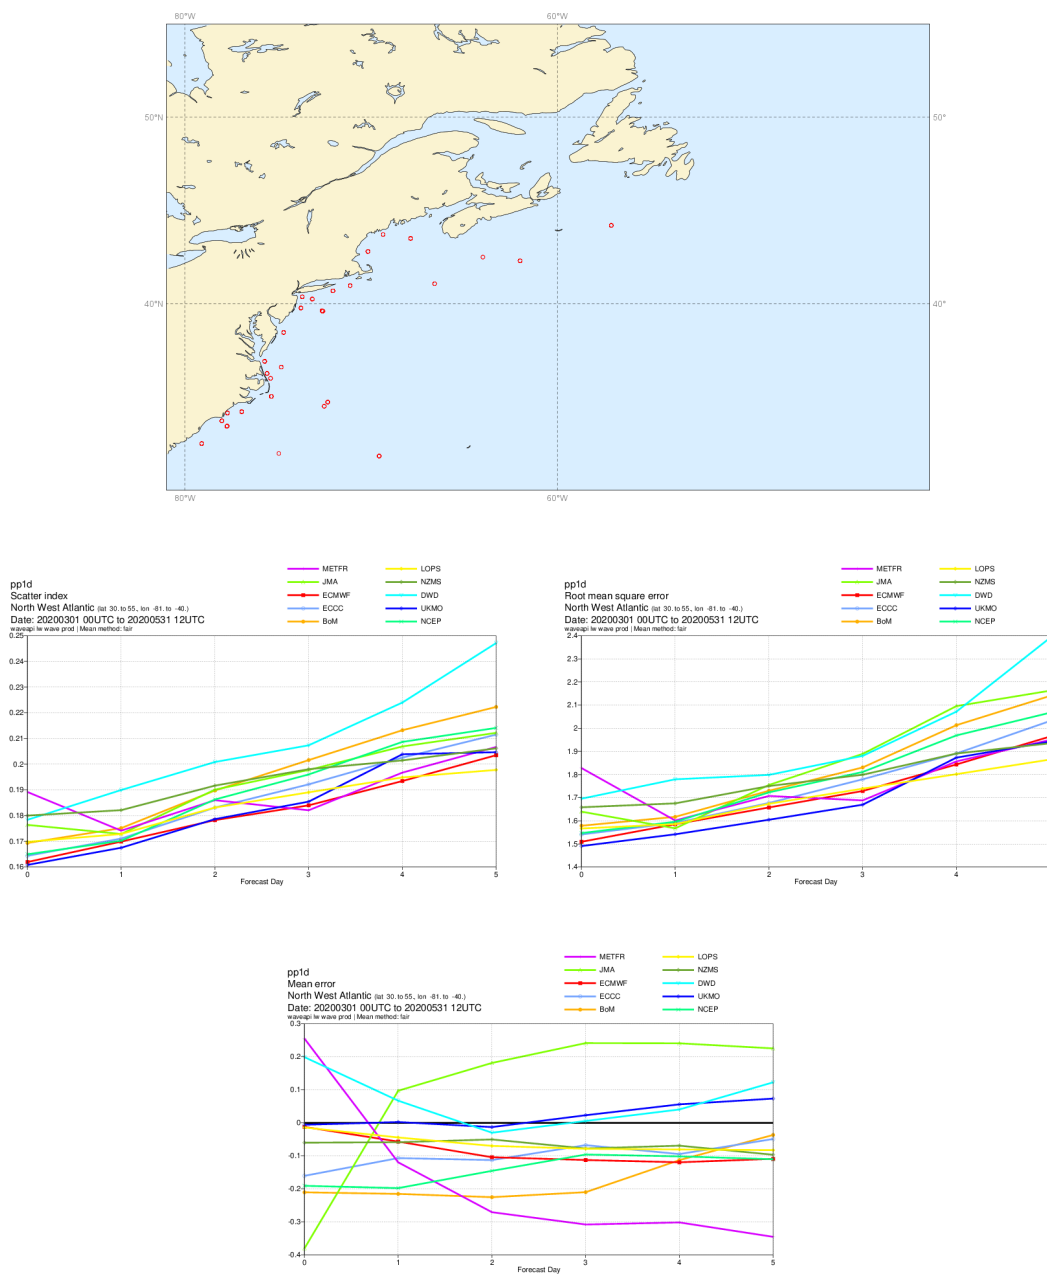 80°W 60°W
50°N 50°
40°N 40°
80°W 60°W
pp1d
Scatter index
North West Atlantic (lat 30. to 55., lon -81. to -40.)
Date: 20200301 00UTC to 20200531 12UTC
waveapi lw wave prod | Mean method: fair
METFR LOPS
JMA NZMS
ECMWF DWD
ECCC UKMO
BoM NCEP
0.25
0.24
0.23
0.22
0.21
0.2
0.19
0.18
0.17
0.16
0 1 2 3 4 5
Forecast Day
pp1d
Root mean square error
North West Atlantic (lat 30. to 55., lon -81. to -40.)
Date: 20200301 00UTC to 20200531 12UTC
waveapi lw wave prod | Mean method: fair
METFR LOPS
JMA NZMS
ECMWF DWD
ECCC UKMO
BoM NCEP
2.4
2.3
2.2
2.1
2
1.9
1.8
1.7
1.6
1.5
1.4
0 1 2 3 4
Forecast Day
pp1d
Mean error
North West Atlantic (lat 30. to 55., lon -81. to -40.)
Date: 20200301 00UTC to 20200531 12UTC
waveapi lw wave prod | Mean method: fair
METFR LOPS
JMA NZMS
ECMWF DWD
ECCC UKMO
BoM NCEP
0.3
0.2
0.1
0
-0.1
-0.2
-0.3
-0.4
0 1 2 3 4 5
Forecast Day